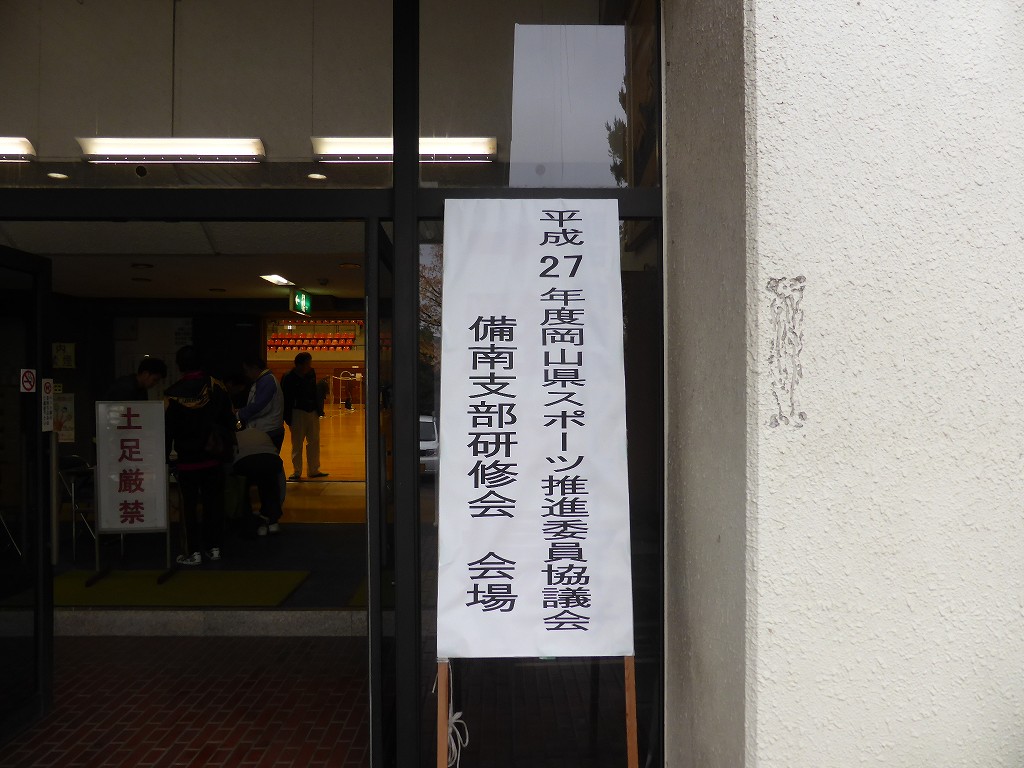 平成27年度岡山県スポーツ推進委員協議会
備南支部研修会 会場
土足厳禁